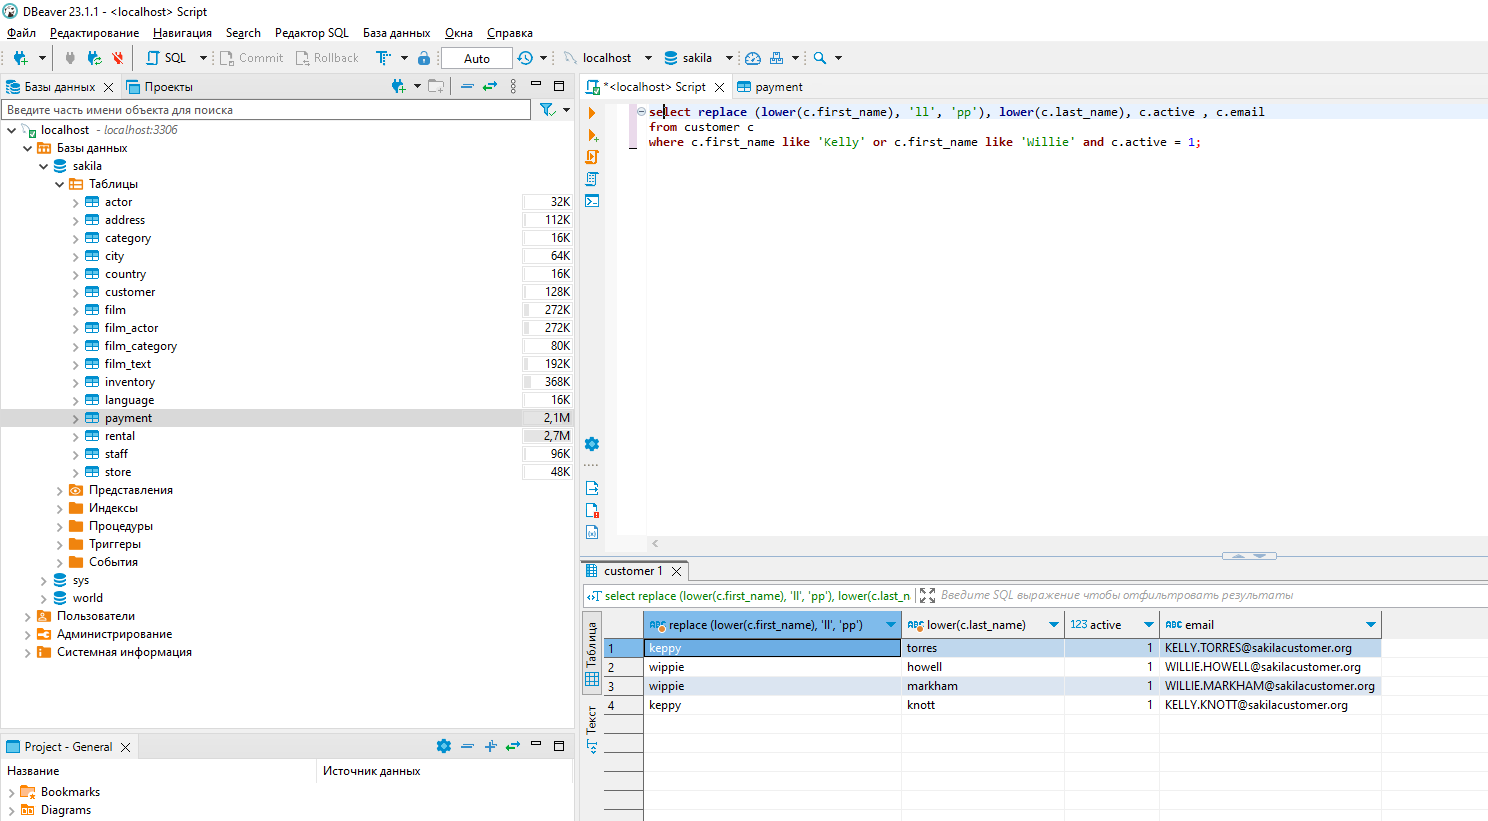 DBeaver 23.1.1 - <localhost> Script
Файл Редактирование Навигация Search Редактор SQL База данных Окна Справка
SQL Commit Rollback Auto localhost sakila
Базы данных Проекты
Введите часть имени объекта для поиска
localhost - localhost:3306
Базы данных
sakila
Таблицы
actor 32K
address 112K
category 16K
city 64K
country 16K
customer 128K
film 272K
film_actor 272K
film_category 80K
film_text 192K
inventory 368K
language 16K
payment 2,1M
rental 2,7M
staff 96K
store 48K
Представления
Индексы
Процедуры
Триггеры
События
sys
world
Пользователи
Администрирование
Системная информация
Project - General
Название Источник данных
Bookmarks
Diagrams
*<localhost> Script payment
select replace (lower(c.first_name), 'll', 'pp'), lower(c.last_name), c.active , c.email
from customer c
where c.first_name like 'Kelly' or c.first_name like 'Willie' and c.active = 1;
customer 1
select replace (lower(c.first_name), 'll', 'pp'), lower(c.last_n Введите SQL выражение чтобы отфильтровать результаты
Таблица
Текст
ABC replace (lower(c.first_name), 'll', 'pp') ABC lower(c.last_name) 123 active ABC email
1 keppy torres 1 KELLY.TORRES@sakilacustomer.org
2 wippie howell 1 WILLIE.HOWELL@sakilacustomer.org
3 wippie markham 1 WILLIE.MARKHAM@sakilacustomer.org
4 keppy knott 1 KELLY.KNOTT@sakilacustomer.org